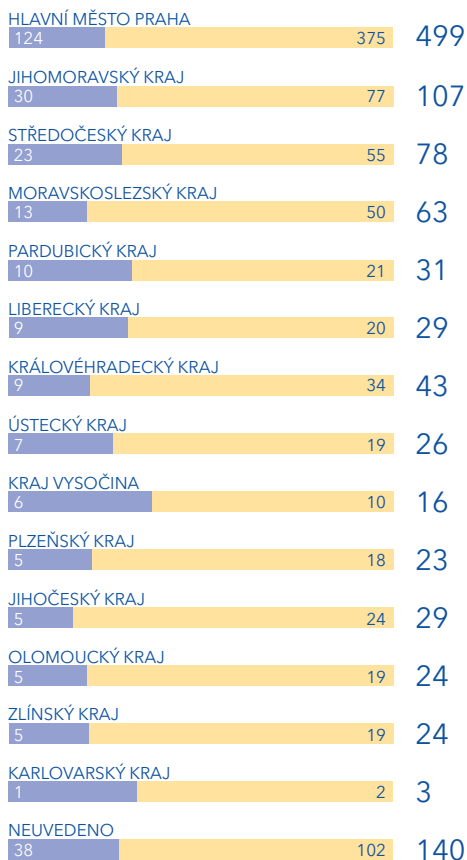 HLAVNÍ MĚSTO PRAHA
124 375 499
JIHOMORAVSKÝ KRAJ
30 77 107
STŘEDOČESKÝ KRAJ
23 55 78
MORAVSKOSLEZSKÝ KRAJ
13 50 63
PARDUBICKÝ KRAJ
10 21 31
LIBERECKÝ KRAJ
9 20 29
KRÁLOVÉHRADECKÝ KRAJ
9 34 43
ÚSTECKÝ KRAJ
7 19 26
KRAJ VYSOČINA
6 10 16
PLZEŇSKÝ KRAJ
5 18 23
JIHOČESKÝ KRAJ
5 24 29
OLOMOUCKÝ KRAJ
5 19 24
ZLÍNSKÝ KRAJ
5 19 24
KARLOVARSKÝ KRAJ
1 2 3
NEUVEDENO
38 102 140